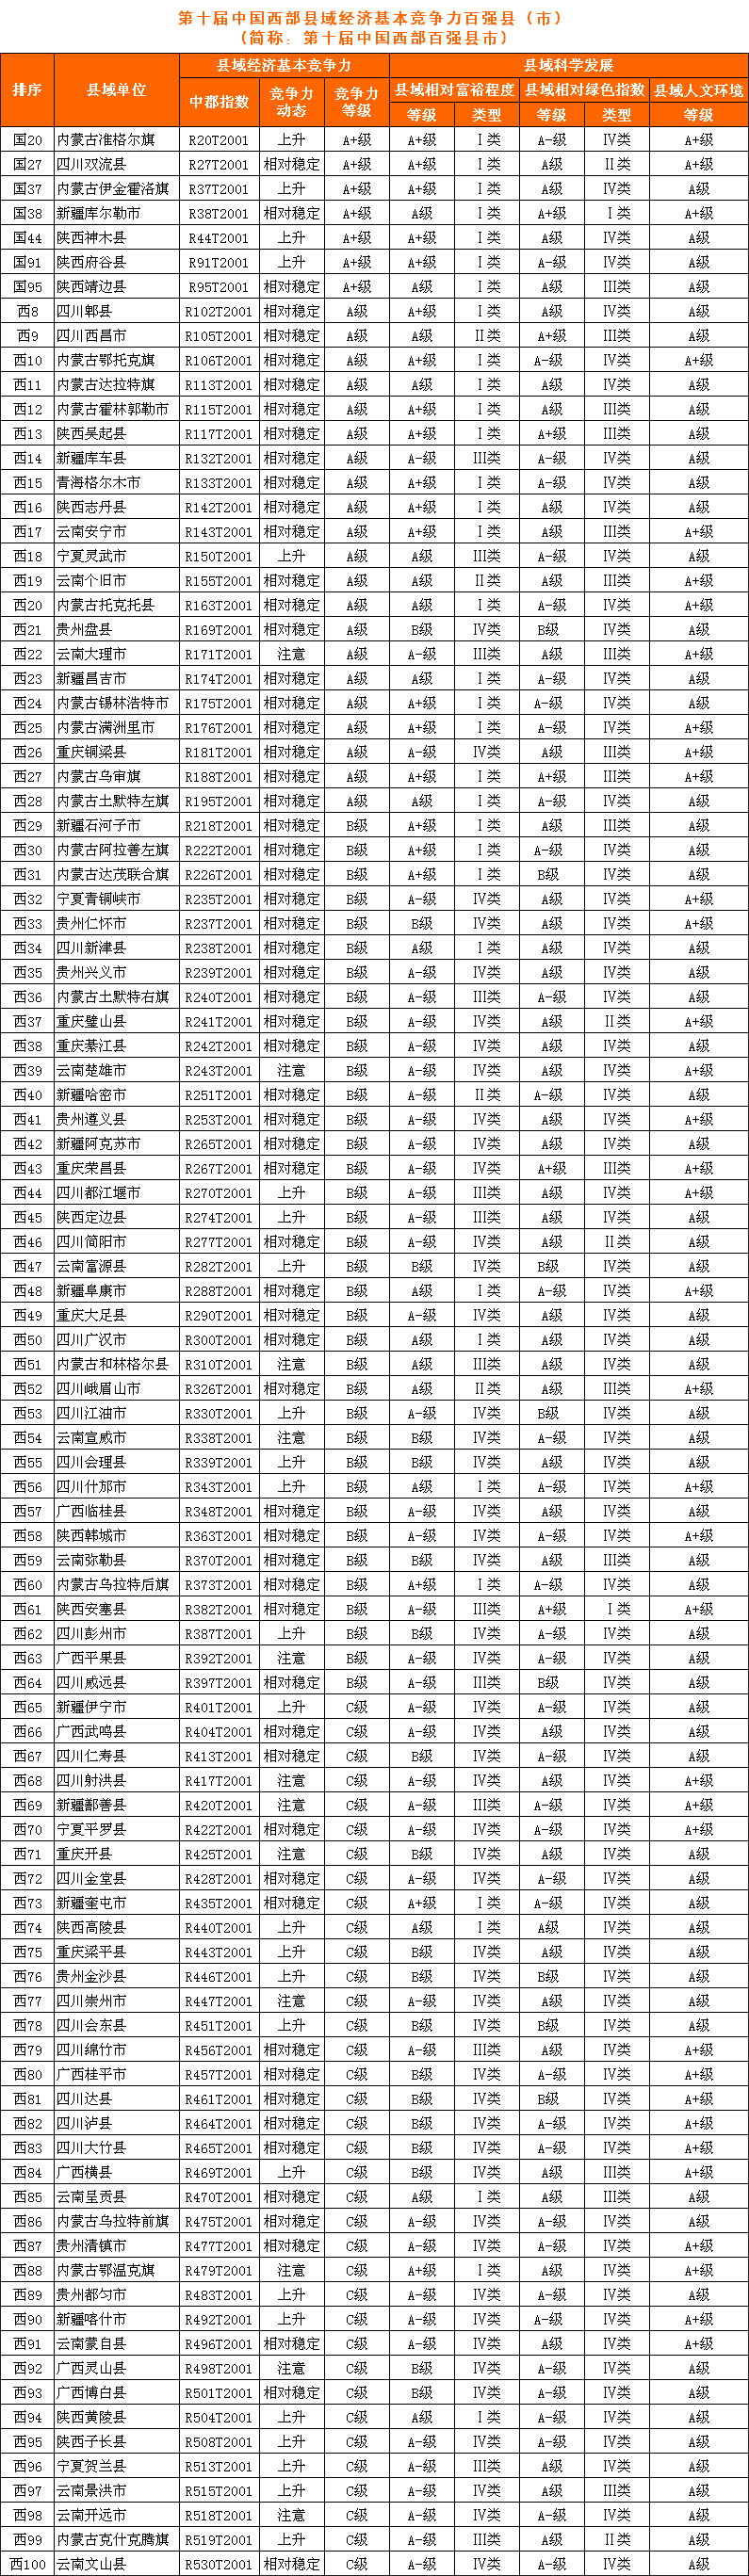 第十届中国西部县域经济基本竞争力百强县（市）
(简称：第十届中国西部百强县市)
排序 县域单位 县域经济基本竞争力 县域科学发展
中郡指数 竞争力动态 竞争力等级 县域相对富裕程度 县域相对绿色指数 县域人文环境
等级 类型 等级 类型 等级
国20 内蒙古准格尔旗 R20T2001 上升 A+级 A+级 Ⅰ类 A-级 Ⅳ类 A+级
国27 四川双流县 R27T2001 相对稳定 A+级 A+级 Ⅰ类 A级 Ⅱ类 A+级
国37 内蒙古伊金霍洛旗 R37T2001 上升 A+级 A+级 Ⅰ类 A级 Ⅳ类 A级
国38 新疆库尔勒市 R38T2001 相对稳定 A+级 A级 Ⅰ类 A+级 Ⅰ类 A+级
国44 陕西神木县 R44T2001 上升 A+级 A+级 Ⅰ类 A级 Ⅳ类 A级
国91 陕西府谷县 R91T2001 上升 A+级 A+级 Ⅰ类 A-级 Ⅳ类 A级
国95 陕西靖边县 R95T2001 相对稳定 A+级 A级 Ⅰ类 A级 Ⅲ类 A级
西8 四川郫县 R102T2001 相对稳定 A级 A+级 Ⅰ类 A级 Ⅳ类 A级
西9 四川西昌市 R105T2001 相对稳定 A级 A级 Ⅱ类 A+级 Ⅲ类 A级
西10 内蒙古鄂托克旗 R106T2001 相对稳定 A级 A+级 Ⅰ类 A-级 Ⅳ类 A+级
西11 内蒙古达拉特旗 R113T2001 相对稳定 A级 A级 Ⅰ类 A级 Ⅳ类 A级
西12 内蒙古霍林郭勒市 R115T2001 相对稳定 A级 A+级 Ⅰ类 A级 Ⅲ类 A级
西13 陕西吴起县 R117T2001 相对稳定 A级 A+级 Ⅰ类 A+级 Ⅲ类 A级
西14 新疆库车县 R132T2001 相对稳定 A级 A-级 Ⅲ类 A-级 Ⅳ类 A级
西15 青海格尔木市 R133T2001 相对稳定 A级 A+级 Ⅰ类 A-级 Ⅳ类 A级
西16 陕西志丹县 R142T2001 相对稳定 A级 A+级 Ⅰ类 A级 Ⅳ类 A级
西17 云南安宁市 R143T2001 相对稳定 A级 A+级 Ⅰ类 A级 Ⅲ类 A+级
西18 宁夏灵武市 R150T2001 上升 A级 A级 Ⅲ类 A-级 Ⅳ类 A级
西19 云南个旧市 R155T2001 相对稳定 A级 A级 Ⅱ类 A级 Ⅲ类 A+级
西20 内蒙古托克托县 R163T2001 相对稳定 A级 A级 Ⅰ类 A-级 Ⅳ类 A+级
西21 贵州盘县 R169T2001 相对稳定 A级 B级 Ⅳ类 B级 Ⅳ类 A级
西22 云南大理市 R171T2001 注意 A级 A-级 Ⅲ类 A级 Ⅲ类 A+级
西23 新疆昌吉市 R174T2001 相对稳定 A级 A级 Ⅰ类 A-级 Ⅳ类 A级
西24 内蒙古锡林浩特市 R175T2001 相对稳定 A级 A+级 Ⅰ类 A-级 Ⅳ类 A级
西25 内蒙古满洲里市 R176T2001 相对稳定 A级 A+级 Ⅰ类 A-级 Ⅳ类 A+级
西26 重庆铜梁县 R181T2001 相对稳定 A级 A-级 Ⅳ类 A级 Ⅲ类 A+级
西27 内蒙古乌审旗 R188T2001 相对稳定 A级 A+级 Ⅰ类 A+级 Ⅲ类 A+级
西28 内蒙古土默特左旗 R195T2001 相对稳定 A级 A级 Ⅰ类 A-级 Ⅳ类 A级
西29 新疆石河子市 R218T2001 相对稳定 B级 A+级 Ⅰ类 A级 Ⅲ类 A级
西30 内蒙古阿拉善左旗 R222T2001 相对稳定 B级 A+级 Ⅰ类 A-级 Ⅳ类 A级
西31 内蒙古达茂联合旗 R226T2001 相对稳定 B级 A+级 Ⅰ类 B级 Ⅳ类 A级
西32 宁夏青铜峡市 R235T2001 相对稳定 B级 A-级 Ⅳ类 A级 Ⅳ类 A+级
西33 贵州仁怀市 R237T2001 相对稳定 B级 B级 Ⅳ类 A级 Ⅳ类 A+级
西34 四川新津县 R238T2001 相对稳定 B级 A级 Ⅰ类 A级 Ⅳ类 A级
西35 贵州兴义市 R239T2001 相对稳定 B级 A-级 Ⅳ类 A级 Ⅳ类 A级
西36 内蒙古土默特右旗 R240T2001 相对稳定 B级 A-级 Ⅲ类 A-级 Ⅳ类 A级
西37 重庆璧山县 R241T2001 相对稳定 B级 A-级 Ⅳ类 A级 Ⅱ类 A+级
西38 重庆綦江县 R242T2001 相对稳定 B级 A-级 Ⅳ类 A级 Ⅳ类 A级
西39 云南楚雄市 R243T2001 注意 B级 A-级 Ⅳ类 A级 Ⅳ类 A+级
西40 新疆哈密市 R251T2001 相对稳定 B级 A-级 Ⅱ类 A-级 Ⅳ类 A级
西41 贵州遵义县 R253T2001 相对稳定 B级 A-级 Ⅳ类 A级 Ⅳ类 A+级
西42 新疆阿克苏市 R265T2001 相对稳定 B级 A-级 Ⅳ类 A级 Ⅳ类 A级
西43 重庆荣昌县 R267T2001 相对稳定 B级 A-级 Ⅳ类 A+级 Ⅲ类 A+级
西44 四川都江堰市 R270T2001 上升 B级 A-级 Ⅲ类 A级 Ⅳ类 A+级
西45 陕西定边县 R274T2001 上升 B级 A-级 Ⅲ类 A级 Ⅳ类 A级
西46 四川简阳市 R277T2001 相对稳定 B级 A-级 Ⅳ类 A级 Ⅱ类 A级
西47 云南富源县 R282T2001 上升 B级 B级 Ⅳ类 B级 Ⅳ类 A级
西48 新疆阜康市 R288T2001 相对稳定 B级 A级 Ⅰ类 A-级 Ⅳ类 A+级
西49 重庆大足县 R290T2001 相对稳定 B级 A-级 Ⅳ类 A级 Ⅳ类 A级
西50 四川广汉市 R300T2001 相对稳定 B级 A级 Ⅰ类 A级 Ⅳ类 A级
西51 内蒙古和林格尔县 R310T2001 注意 B级 A级 Ⅲ类 A级 Ⅳ类 A级
西52 四川峨眉山市 R326T2001 相对稳定 B级 A级 Ⅱ类 A级 Ⅲ类 A+级
西53 四川江油市 R330T2001 上升 B级 A-级 Ⅳ类 B级 Ⅳ类 A级
西54 云南宣威市 R338T2001 注意 B级 B级 Ⅳ类 A-级 Ⅳ类 A级
西55 四川会理县 R339T2001 上升 B级 B级 Ⅳ类 A级 Ⅳ类 A级
西56 四川什邡市 R343T2001 上升 B级 A级 Ⅰ类 A-级 Ⅳ类 A+级
西57 广西临桂县 R348T2001 相对稳定 B级 A-级 Ⅳ类 A级 Ⅳ类 A级
西58 陕西韩城市 R363T2001 相对稳定 B级 A-级 Ⅳ类 A-级 Ⅳ类 A+级
西59 云南弥勒县 R370T2001 相对稳定 B级 B级 Ⅳ类 A级 Ⅲ类 A级
西60 内蒙古乌拉特后旗 R373T2001 相对稳定 B级 A+级 Ⅰ类 A-级 Ⅳ类 A级
西61 陕西安塞县 R382T2001 相对稳定 B级 A-级 Ⅲ类 A+级 Ⅰ类 A+级
西62 四川彭州市 R387T2001 上升 B级 B级 Ⅳ类 A-级 Ⅳ类 A级
西63 广西平果县 R392T2001 注意 B级 A-级 Ⅳ类 A-级 Ⅳ类 A级
西64 四川威远县 R397T2001 相对稳定 B级 A-级 Ⅲ类 B级 Ⅳ类 A级
西65 新疆伊宁市 R401T2001 上升 C级 A-级 Ⅳ类 A-级 Ⅳ类 A级
西66 广西武鸣县 R404T2001 相对稳定 C级 A-级 Ⅳ类 A级 Ⅳ类 A级
西67 四川仁寿县 R413T2001 相对稳定 C级 B级 Ⅳ类 A-级 Ⅳ类 A级
西68 四川射洪县 R417T2001 注意 C级 A-级 Ⅳ类 A级 Ⅳ类 A+级
西69 新疆鄯善县 R420T2001 注意 C级 A-级 Ⅲ类 A-级 Ⅳ类 A+级
西70 宁夏平罗县 R422T2001 相对稳定 C级 A-级 Ⅳ类 A-级 Ⅳ类 A+级
西71 重庆开县 R425T2001 注意 C级 B级 Ⅳ类 A级 Ⅳ类 A级
西72 四川金堂县 R428T2001 相对稳定 C级 A-级 Ⅳ类 A-级 Ⅳ类 A级
西73 新疆奎屯市 R435T2001 相对稳定 C级 A+级 Ⅰ类 A-级 Ⅳ类 A级
西74 陕西高陵县 R440T2001 上升 C级 A级 Ⅰ类 A级 Ⅳ类 A级
西75 重庆梁平县 R443T2001 上升 C级 B级 Ⅳ类 A级 Ⅳ类 A级
西76 贵州金沙县 R446T2001 上升 C级 B级 Ⅳ类 B级 Ⅳ类 A级
西77 四川崇州市 R447T2001 注意 C级 A-级 Ⅳ类 A级 Ⅳ类 A级
西78 四川会东县 R451T2001 上升 C级 B级 Ⅳ类 B级 Ⅳ类 A级
西79 四川绵竹市 R456T2001 相对稳定 C级 A-级 Ⅲ类 A级 Ⅳ类 A+级
西80 广西桂平市 R457T2001 相对稳定 C级 B级 Ⅳ类 A-级 Ⅳ类 A+级
西81 四川达县 R461T2001 相对稳定 C级 B级 Ⅳ类 B级 Ⅳ类 A+级
西82 四川泸县 R464T2001 相对稳定 C级 B级 Ⅳ类 A-级 Ⅳ类 A+级
西83 四川大竹县 R465T2001 相对稳定 C级 B级 Ⅳ类 A-级 Ⅳ类 A+级
西84 广西横县 R469T2001 上升 C级 B级 Ⅳ类 A级 Ⅲ类 A+级
西85 云南呈贡县 R470T2001 相对稳定 C级 A级 Ⅰ类 A级 Ⅲ类 A级
西86 内蒙古乌拉特前旗 R475T2001 相对稳定 C级 A-级 Ⅳ类 A-级 Ⅳ类 A级
西87 贵州清镇市 R477T2001 相对稳定 C级 A-级 Ⅳ类 A-级 Ⅳ类 A+级
西88 内蒙古鄂温克旗 R479T2001 注意 C级 A+级 Ⅰ类 A级 Ⅳ类 A+级
西89 贵州都匀市 R483T2001 上升 C级 A-级 Ⅳ类 A-级 Ⅳ类 A级
西90 新疆喀什市 R492T2001 上升 C级 A-级 Ⅳ类 A-级 Ⅳ类 A+级
西91 云南蒙自县 R496T2001 相对稳定 C级 A-级 Ⅳ类 A级 Ⅳ类 A+级
西92 广西灵山县 R498T2001 注意 C级 B级 Ⅳ类 A-级 Ⅳ类 A级
西93 广西博白县 R501T2001 相对稳定 C级 B级 Ⅳ类 A-级 Ⅳ类 A级
西94 陕西黄陵县 R504T2001 上升 C级 A级 Ⅰ类 A-级 Ⅳ类 A级
西95 陕西子长县 R508T2001 上升 C级 A-级 Ⅳ类 A-级 Ⅳ类 A级
西96 宁夏贺兰县 R513T2001 上升 C级 A-级 Ⅲ类 A级 Ⅳ类 A级
西97 云南景洪市 R515T2001 上升 C级 A-级 Ⅳ类 A级 Ⅲ类 A级
西98 云南开远市 R518T2001 注意 C级 A-级 Ⅳ类 A-级 Ⅳ类 A级
西99 内蒙古克什克腾旗 R519T2001 上升 C级 A-级 Ⅲ类 A级 Ⅱ类 A级
西100 云南文山县 R530T2001 相对稳定 C级 A-级 Ⅳ类 A-级 Ⅳ类 A级